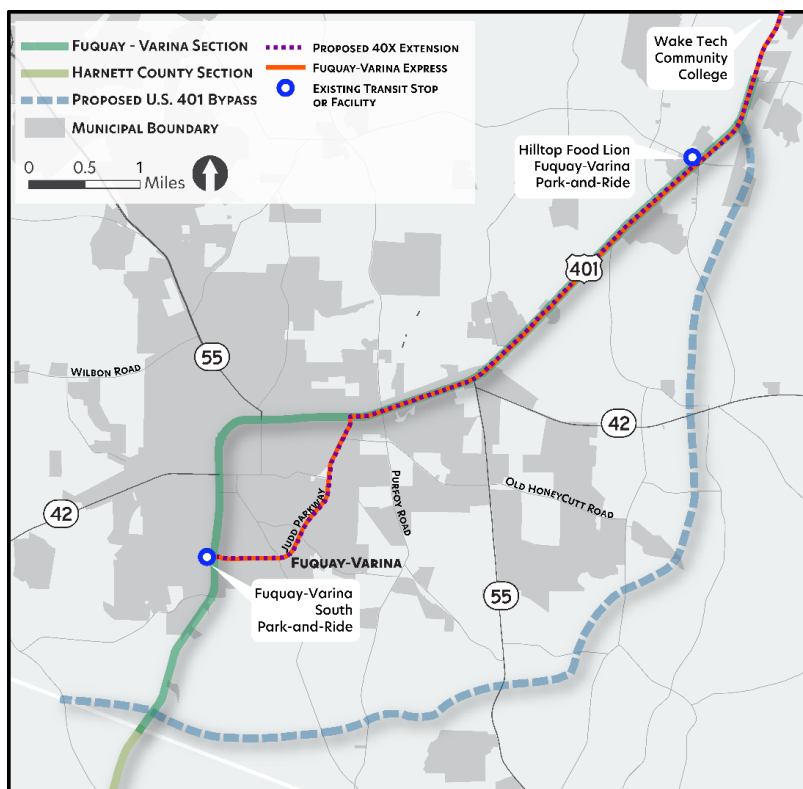 Fuquay - Varina Section
Harnett County Section
Proposed U.S. 401 Bypass
Municipal Boundary
Proposed 40X Extension
Fuquay-Varina Express
Existing Transit Stop
or Facility
0 0.5 1
Miles
Wake Tech
Community
College
Hilltop Food Lion
Fuquay-Varina
Park-and-Ride
401
55
Wilbon Road
42
42
Old HoneyCutt Road
Purfoy Road
Judd Parkway
Fuquay-Varina
Fuquay-Varina
South
Park-and-Ride
55